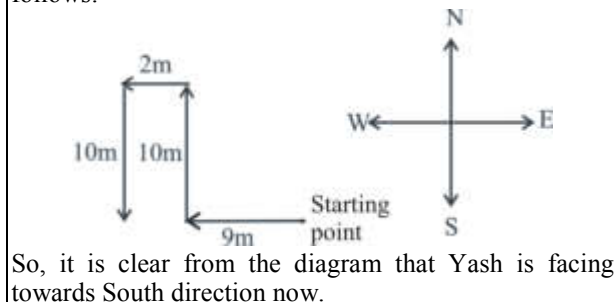 N
2m
W
E
10m
10m
Starting
point
9m
S
So, it is clear from the diagram that Yash is facing
towards South direction now.